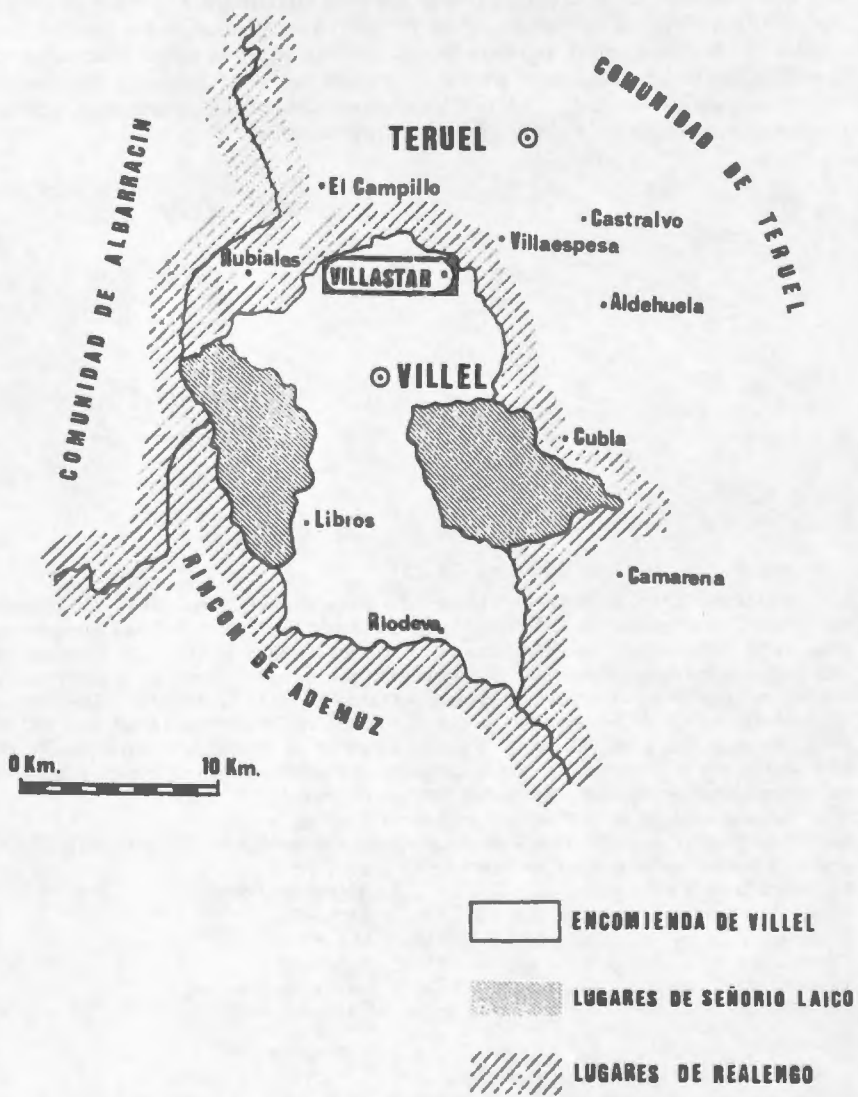 COMUNIDAD DE TERUEL
TERUEL
COMUNIDAD DE ALBARRACIN
El Campillo
Castralvo
Villaespesa
Rubiales
VILLASTAR
Aldehuela
VILLEL
Cubla
Libros
Camarena
Riodeva
RINCON DE ADEMUZ
0 Km. 10 Km.
ENCOMIENDA DE VILLEL
LUGARES DE SEÑORIO LAICO
LUGARES DE REALENGO